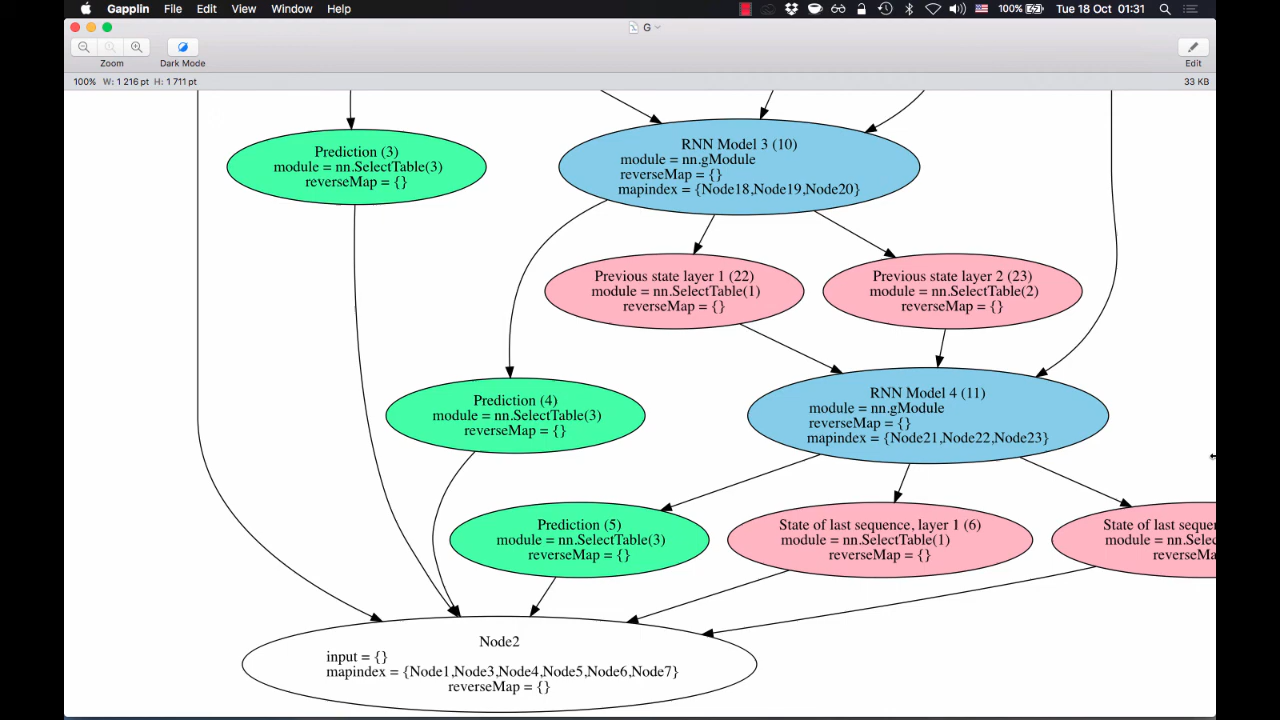 Gapplin File Edit View Window Help 100% Tue 18 Oct 01:31
G
Zoom Dark Mode Edit
100% W: 1 216 pt H: 1 711 pt 33 KB
Prediction (3)
module = nn.SelectTable(3)
reverseMap = {}
RNN Model 3 (10)
module = nn.gModule
reverseMap = {}
mapindex = {Node18,Node19,Node20}
Previous state layer 1 (22)
module = nn.SelectTable(1)
reverseMap = {}
Previous state layer 2 (23)
module = nn.SelectTable(2)
reverseMap = {}
Prediction (4)
module = nn.SelectTable(3)
reverseMap = {}
RNN Model 4 (11)
module = nn.gModule
reverseMap = {}
mapindex = {Node21,Node22,Node23}
Prediction (5)
module = nn.SelectTable(3)
reverseMap = {}
State of last sequence, layer 1 (6)
module = nn.SelectTable(1)
reverseMap = {}
State of last sequen
module = nn.Selec
reverseMa
Node2
input = {}
mapindex = {Node1,Node3,Node4,Node5,Node6,Node7}
reverseMap = {}